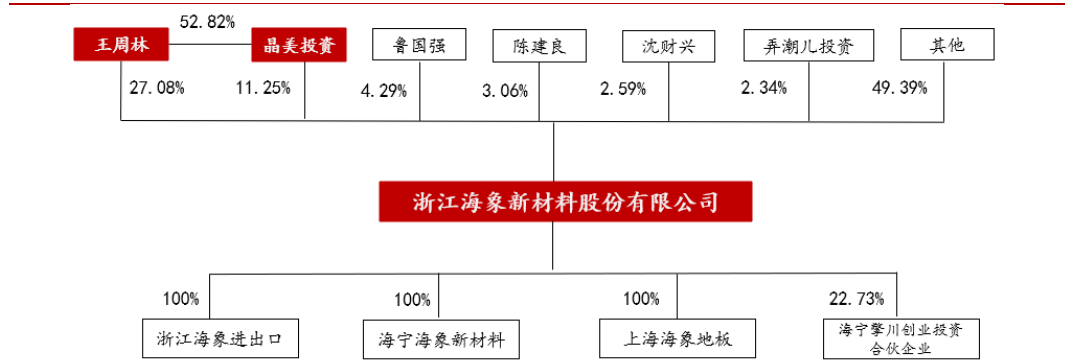 52.82%
王周林
晶美投资
鲁国强
陈建良
沈财兴
弄潮儿投资
其他
27.08%
11.25%
4.29%
3.06%
2.59%
2.34%
49.39%
浙江海象新材料股份有限公司
100%
100%
100%
22.73%
浙江海象进出口
海宁海象新材料
上海海象地板
海宁擎川创业投资
合伙企业